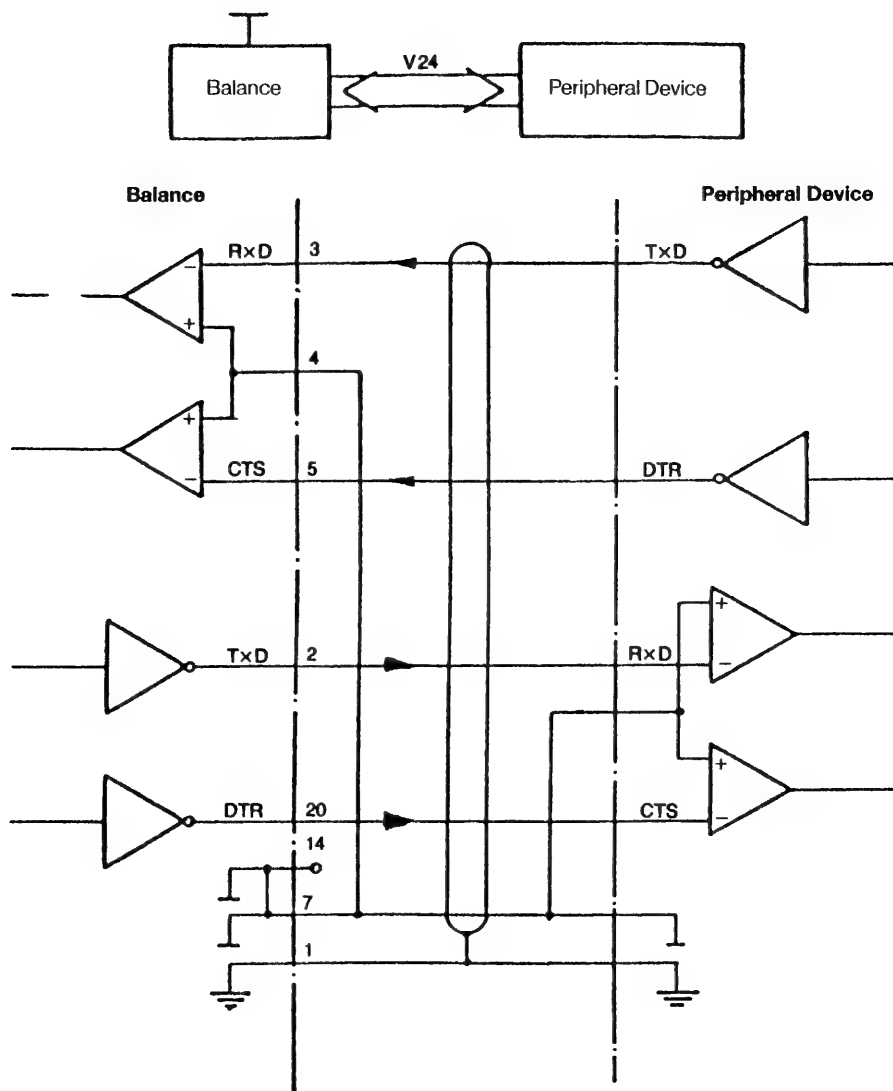 V24
Balance
Peripheral Device
Balance
Peripheral Device
RxD 3 TxD
−
+
4
+
−
CTS 5 DTR
+
TxD 2 RxD −
+
DTR 20 CTS −
14
7
1